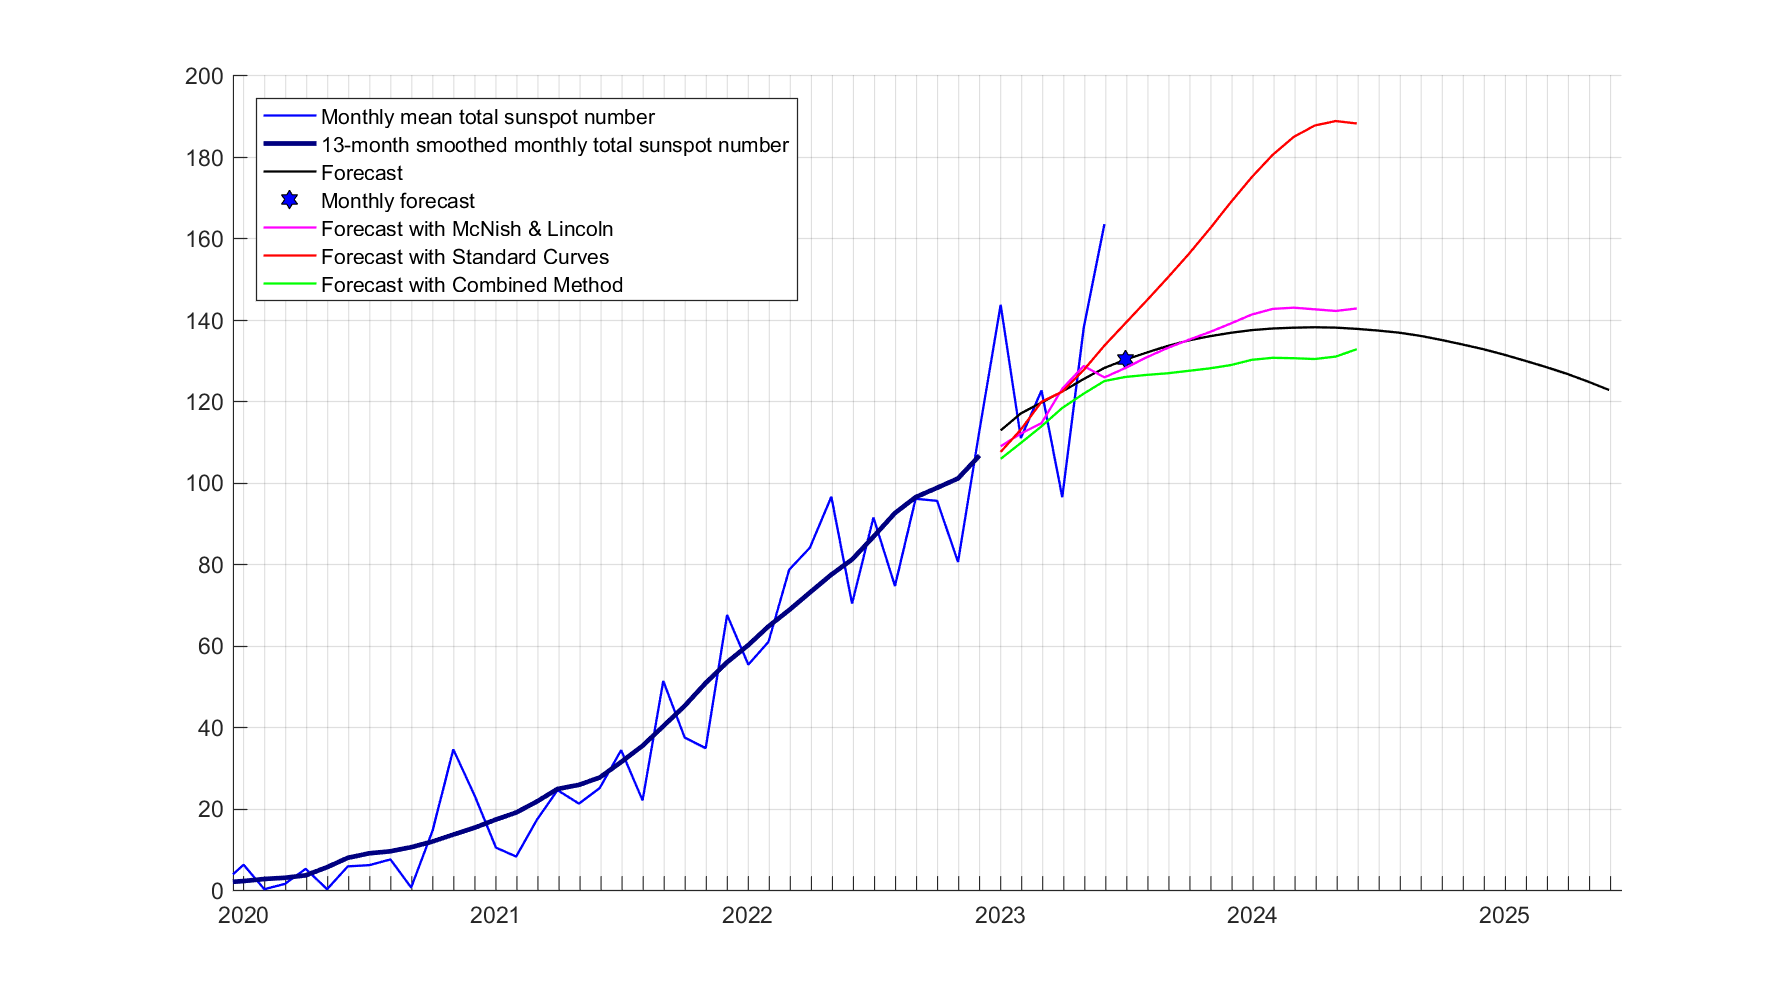 200
180
160
140
120
100
80
60
40
20
0
Monthly mean total sunspot number
13-month smoothed monthly total sunspot number
Forecast
Monthly forecast
Forecast with McNish & Lincoln
Forecast with Standard Curves
Forecast with Combined Method
2020 2021 2022 2023 2024 2025